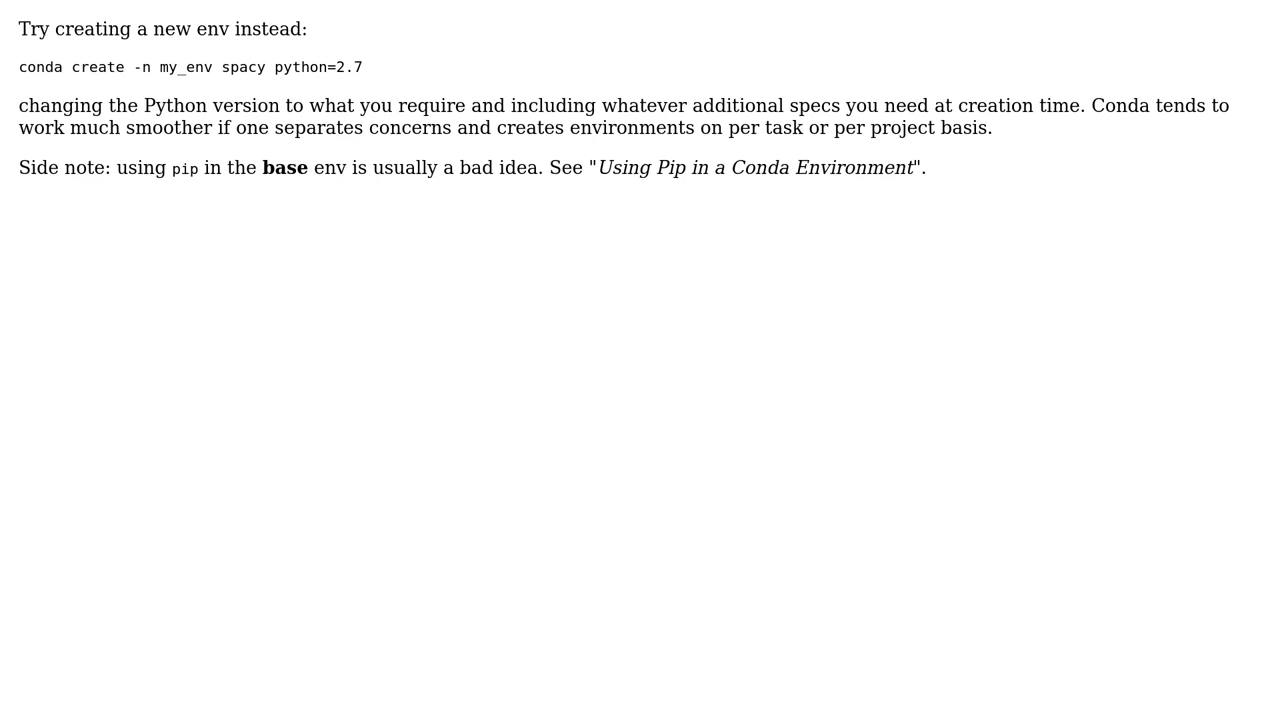 Try creating a new env instead:
conda create -n my_env spacy python=2.7
changing the Python version to what you require and including whatever additional specs you need at creation time. Conda tends to
work much smoother if one separates concerns and creates environments on per task or per project basis.
Side note: using pip in the base env is usually a bad idea. See "Using Pip in a Conda Environment".